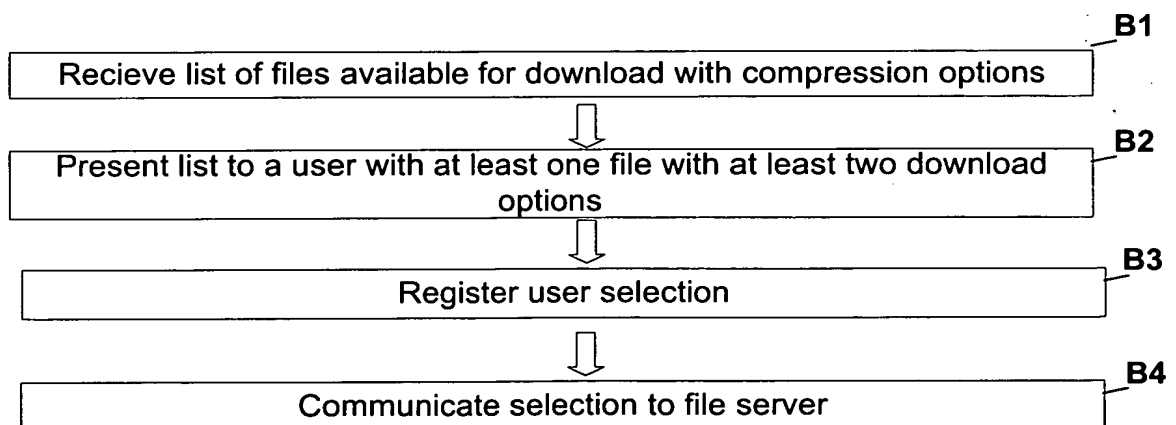 B1
Recieve list of files available for download with compression options
B2
Present list to a user with at least one file with at least two download
options
B3
Register user selection
B4
Communicate selection to file server